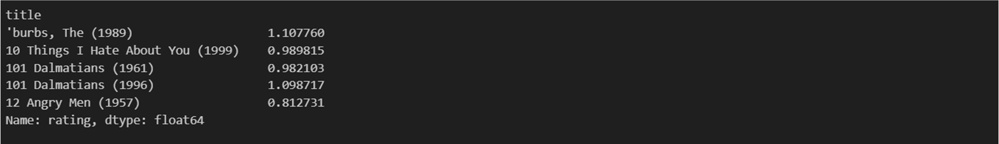 title
'burbs, The (1989)                   1.107760
10 Things I Hate About You (1999)    0.989815
101 Dalmatians (1961)                0.982103
101 Dalmatians (1996)                1.098717
12 Angry Men (1957)                  0.812731
Name: rating, dtype: float64